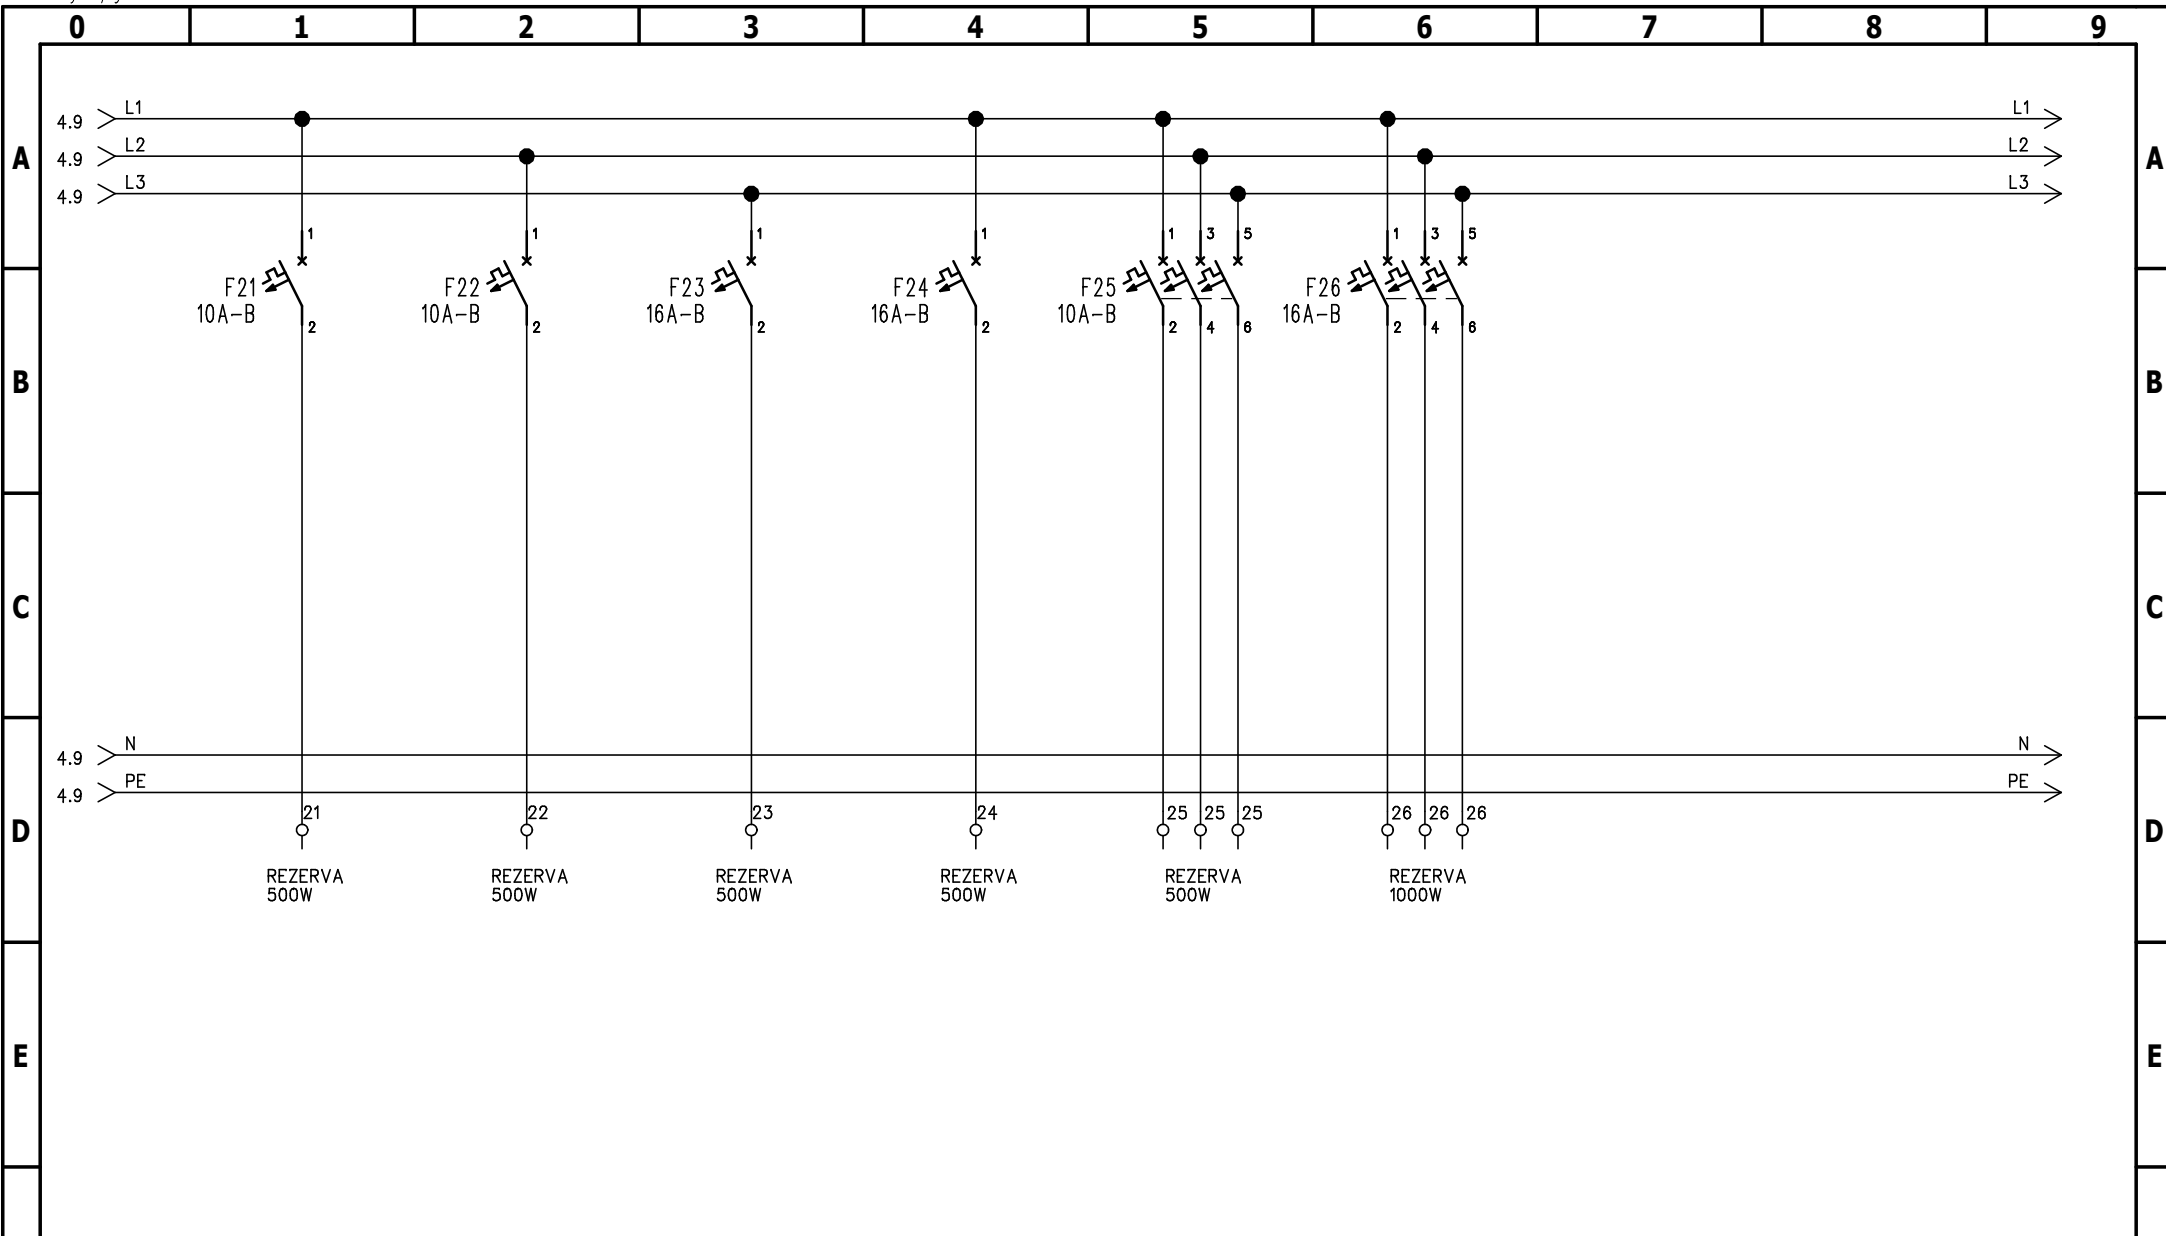 0 1 2 3 4 5 6 7 8 9
4.9 L1 L1
4.9 L2 L2
A A
4.9 L3 L3
1 1 1 1 1 3 5 1 3 5
F21 F22 F23 F24 F25 F26
10A-B 10A-B 16A-B 16A-B 10A-B 16A-B
2 2 2 2 2 4 6 2 4 6
B B
C C
4.9 N N
4.9 PE PE
21 22 23 24 25 25 25 26 26 26
D D
REZERVA REZERVA REZERVA REZERVA REZERVA REZERVA
500W 500W 500W 500W 500W 1000W
E E